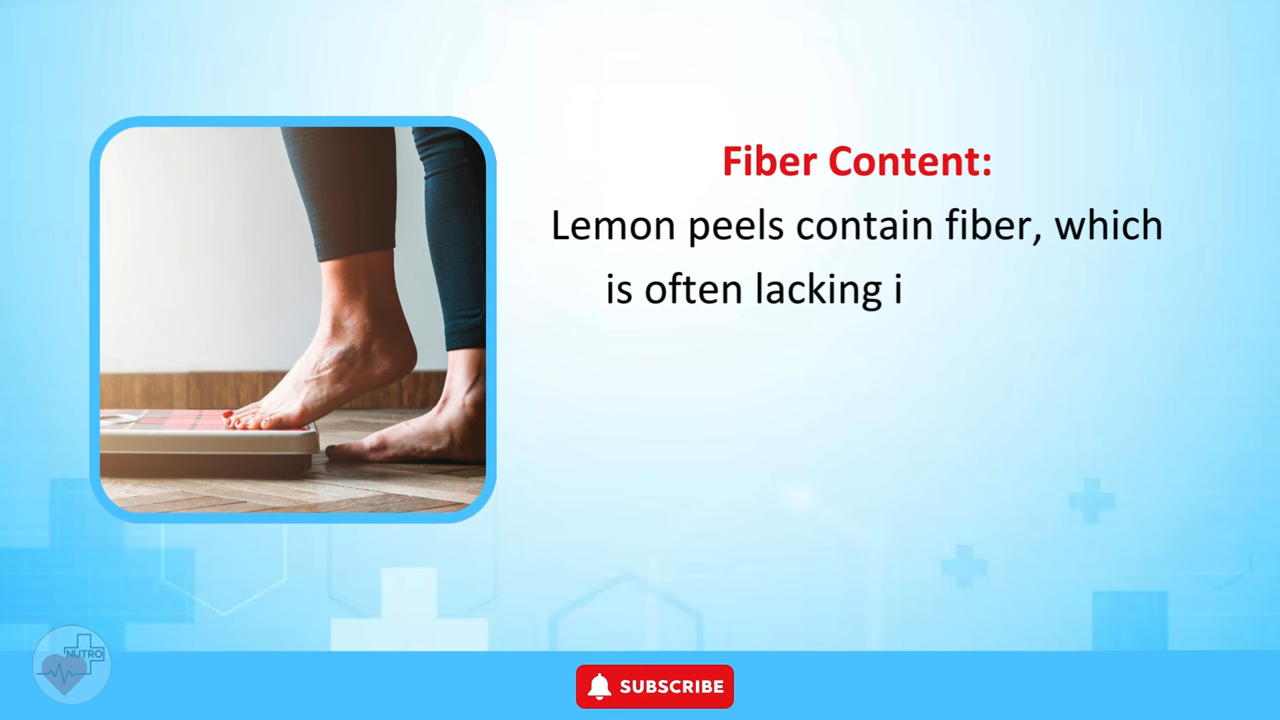 Fiber Content:
Lemon peels contain fiber, which
is often lacking i
NUTRO
SUBSCRIBE